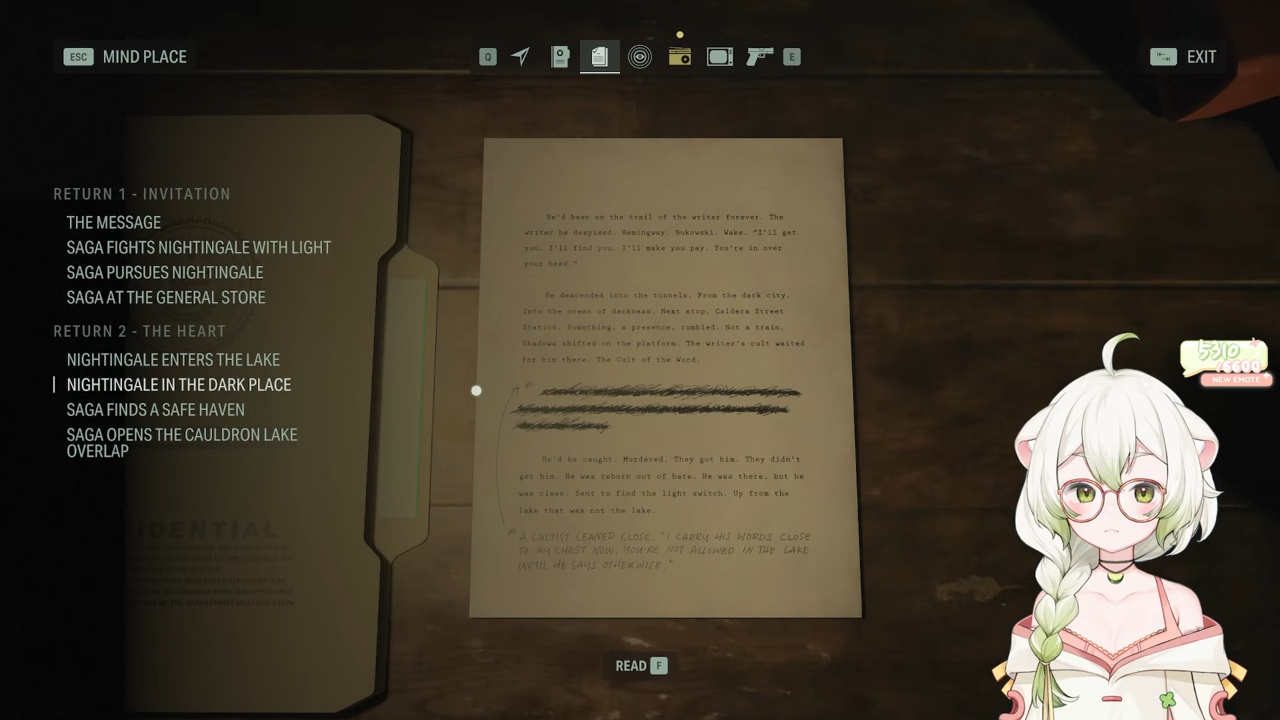 ESC MIND PLACE
Q
E
EXIT
RETURN 1 - INVITATION
THE MESSAGE
SAGA FIGHTS NIGHTINGALE WITH LIGHT
SAGA PURSUES NIGHTINGALE
SAGA AT THE GENERAL STORE
RETURN 2 - THE HEART
NIGHTINGALE ENTERS THE LAKE
NIGHTINGALE IN THE DARK PLACE
SAGA FINDS A SAFE HAVEN
SAGA OPENS THE CAULDRON LAKE
OVERLAP
IDENTIAL
He'd been on the trail of the writer forever. The
writer he despised. Hemingway. Bukowski. Wake. "I'll get
you. I'll find you. I'll make you pay. You're in over
your head."
He descended into the tunnels. From the dark city.
Into the ocean of darkness. Next stop, Caldera Street
Station. Something, a presence, rumbled. Not a train.
Shadows shifted on the platform. The writer's cult waited
for him there. The Cult of the Word.
He'd be caught. Murdered. They got him. They didn't
get him. He was reborn out of hate. He was there, but he
was risen. Sent to find the light switch. Up from the
lake that was not the lake.
A CULTIST LEANED CLOSE. "I CARRY HIS WORDS CLOSE
TO MY CHEST NOW, YOU'RE NOT ALLOWED IN THE LAKE
UNTIL HE SAYS OTHERWISE."
READ F
5310
/6600
NEW EMOTE